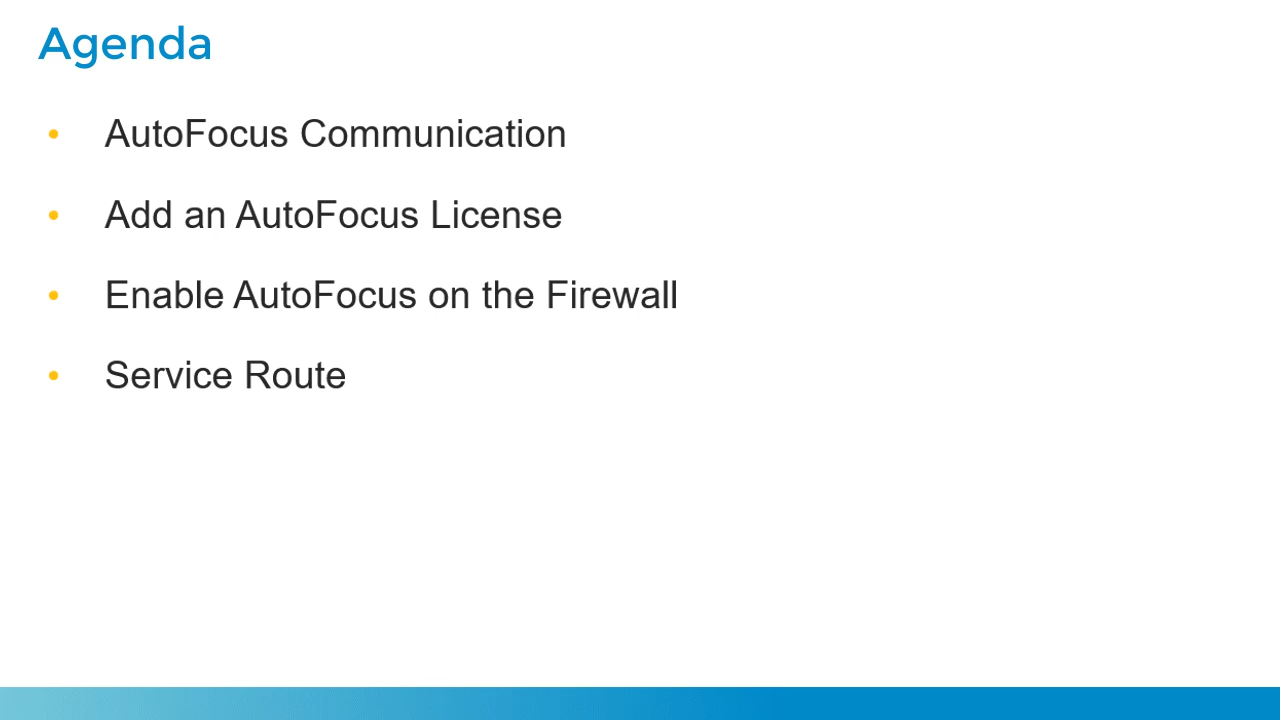 Agenda
• AutoFocus Communication
• Add an AutoFocus License
• Enable AutoFocus on the Firewall
• Service Route